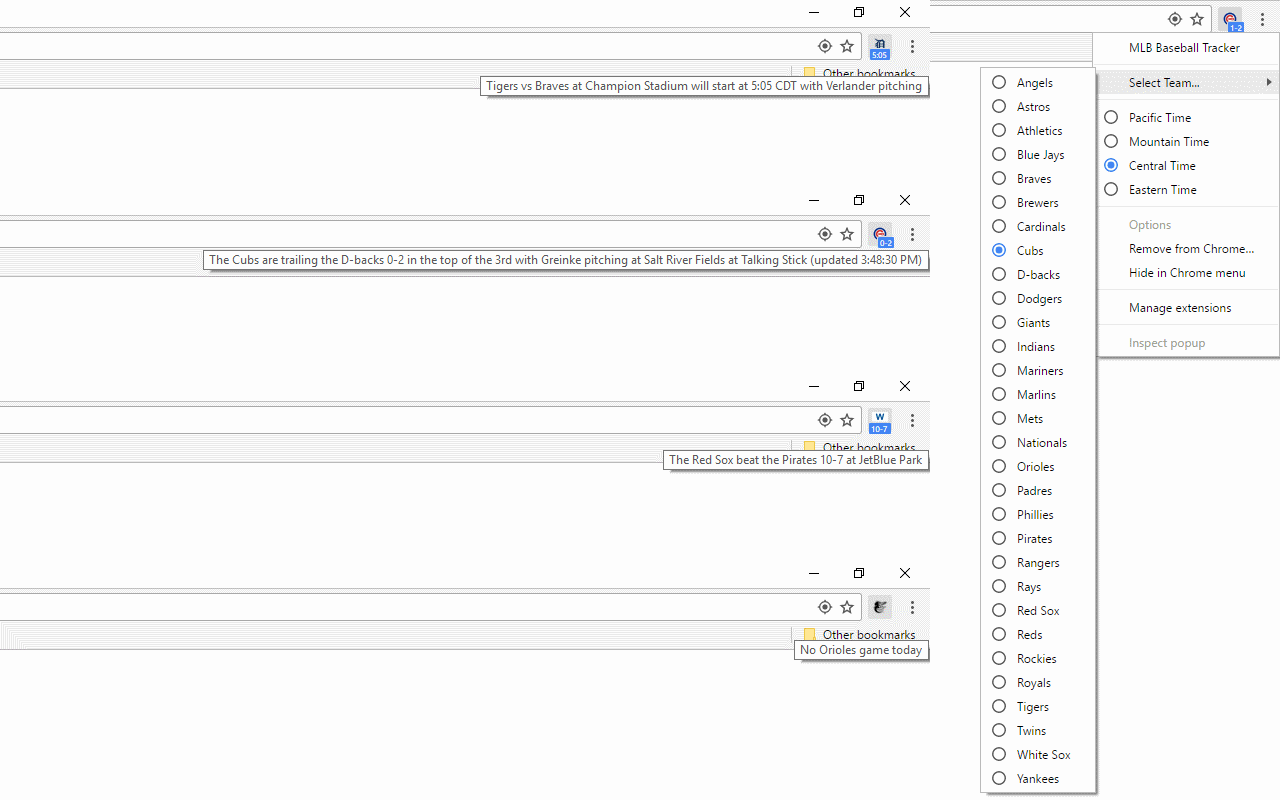 5:05
Other bookmarks
Tigers vs Braves at Champion Stadium will start at 5:05 CDT with Verlander pitching
0-2
The Cubs are trailing the D-backs 0-2 in the top of the 3rd with Greinke pitching at Salt River Fields at Talking Stick (updated 3:48:30 PM)
W
10-7
Other bookmarks
The Red Sox beat the Pirates 10-7 at JetBlue Park
Other bookmarks
No Orioles game today
1-2
MLB Baseball Tracker
Select Team...
Pacific Time
Mountain Time
Central Time
Eastern Time
Options
Remove from Chrome...
Hide in Chrome menu
Manage extensions
Inspect popup
Angels
Astros
Athletics
Blue Jays
Braves
Brewers
Cardinals
Cubs
D-backs
Dodgers
Giants
Indians
Mariners
Marlins
Mets
Nationals
Orioles
Padres
Phillies
Pirates
Rangers
Rays
Red Sox
Reds
Rockies
Royals
Tigers
Twins
White Sox
Yankees